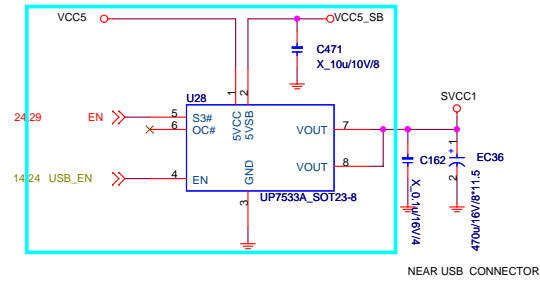 VCC5
VCC5_SB
C471
X_10u/10V/8
SVCC1
U28
1
2
24 29
EN
5
S3#
6
OC#
5VCC
5VSB
VOUT
7
VOUT
8
14 24
USB_EN
4
EN
GND
3
UP7533A_SOT23-8
C162
X_0.1u/16V/4
+
1
EC36
2
470u/16V/8*11.5
NEAR USB CONNECTOR